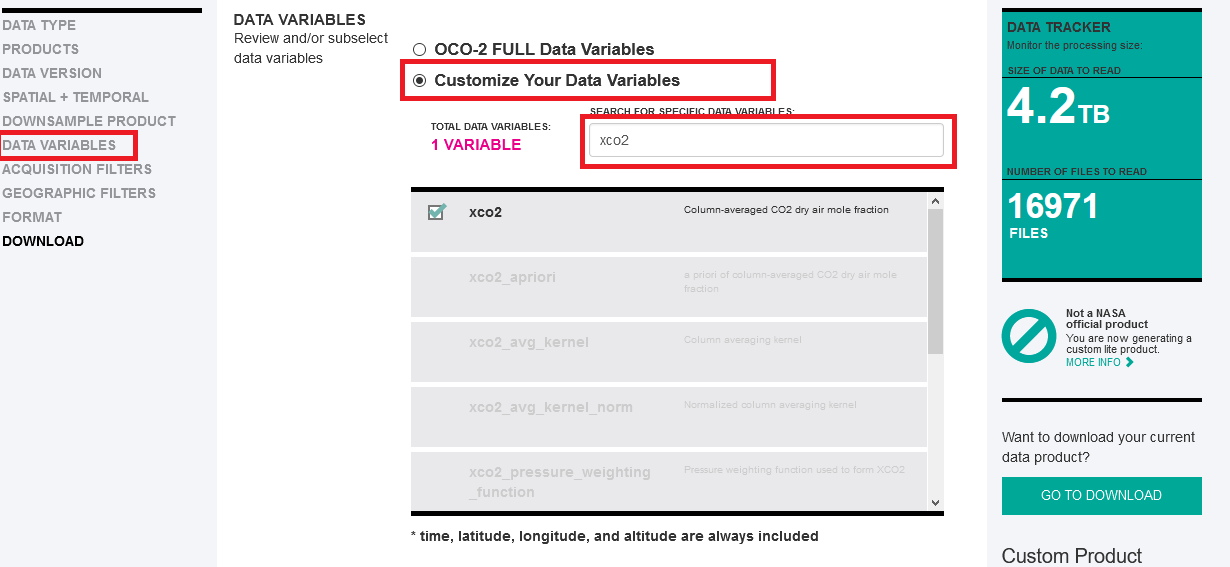 DATA TYPE
PRODUCTS
DATA VERSION
SPATIAL + TEMPORAL
DOWNSAMPLE PRODUCT
DATA VARIABLES
ACQUISITION FILTERS
GEOGRAPHIC FILTERS
FORMAT
DOWNLOAD
DATA VARIABLES
Review and/or subselect
data variables
OCO-2 FULL Data Variables
Customize Your Data Variables
TOTAL DATA VARIABLES:
1 VARIABLE
SEARCH FOR SPECIFIC DATA VARIABLES:
xco2
xco2
Column-averaged CO2 dry air mole fraction
xco2_apriori
a priori of column-averaged CO2 dry air mole
fraction
xco2_avg_kernel
Column averaging kernel
xco2_avg_kernel_norm
Normalized column averaging kernel
xco2_pressure_weighting
_function
Pressure weighting function used to form XCO2
* time, latitude, longitude, and altitude are always included
DATA TRACKER
Monitor the processing size:
SIZE OF DATA TO READ
4.2TB
NUMBER OF FILES TO READ
16971
FILES
Not a NASA
official product
You are now generating a
custom lite product.
MORE INFO
Want to download your current
data product?
GO TO DOWNLOAD
Custom Product